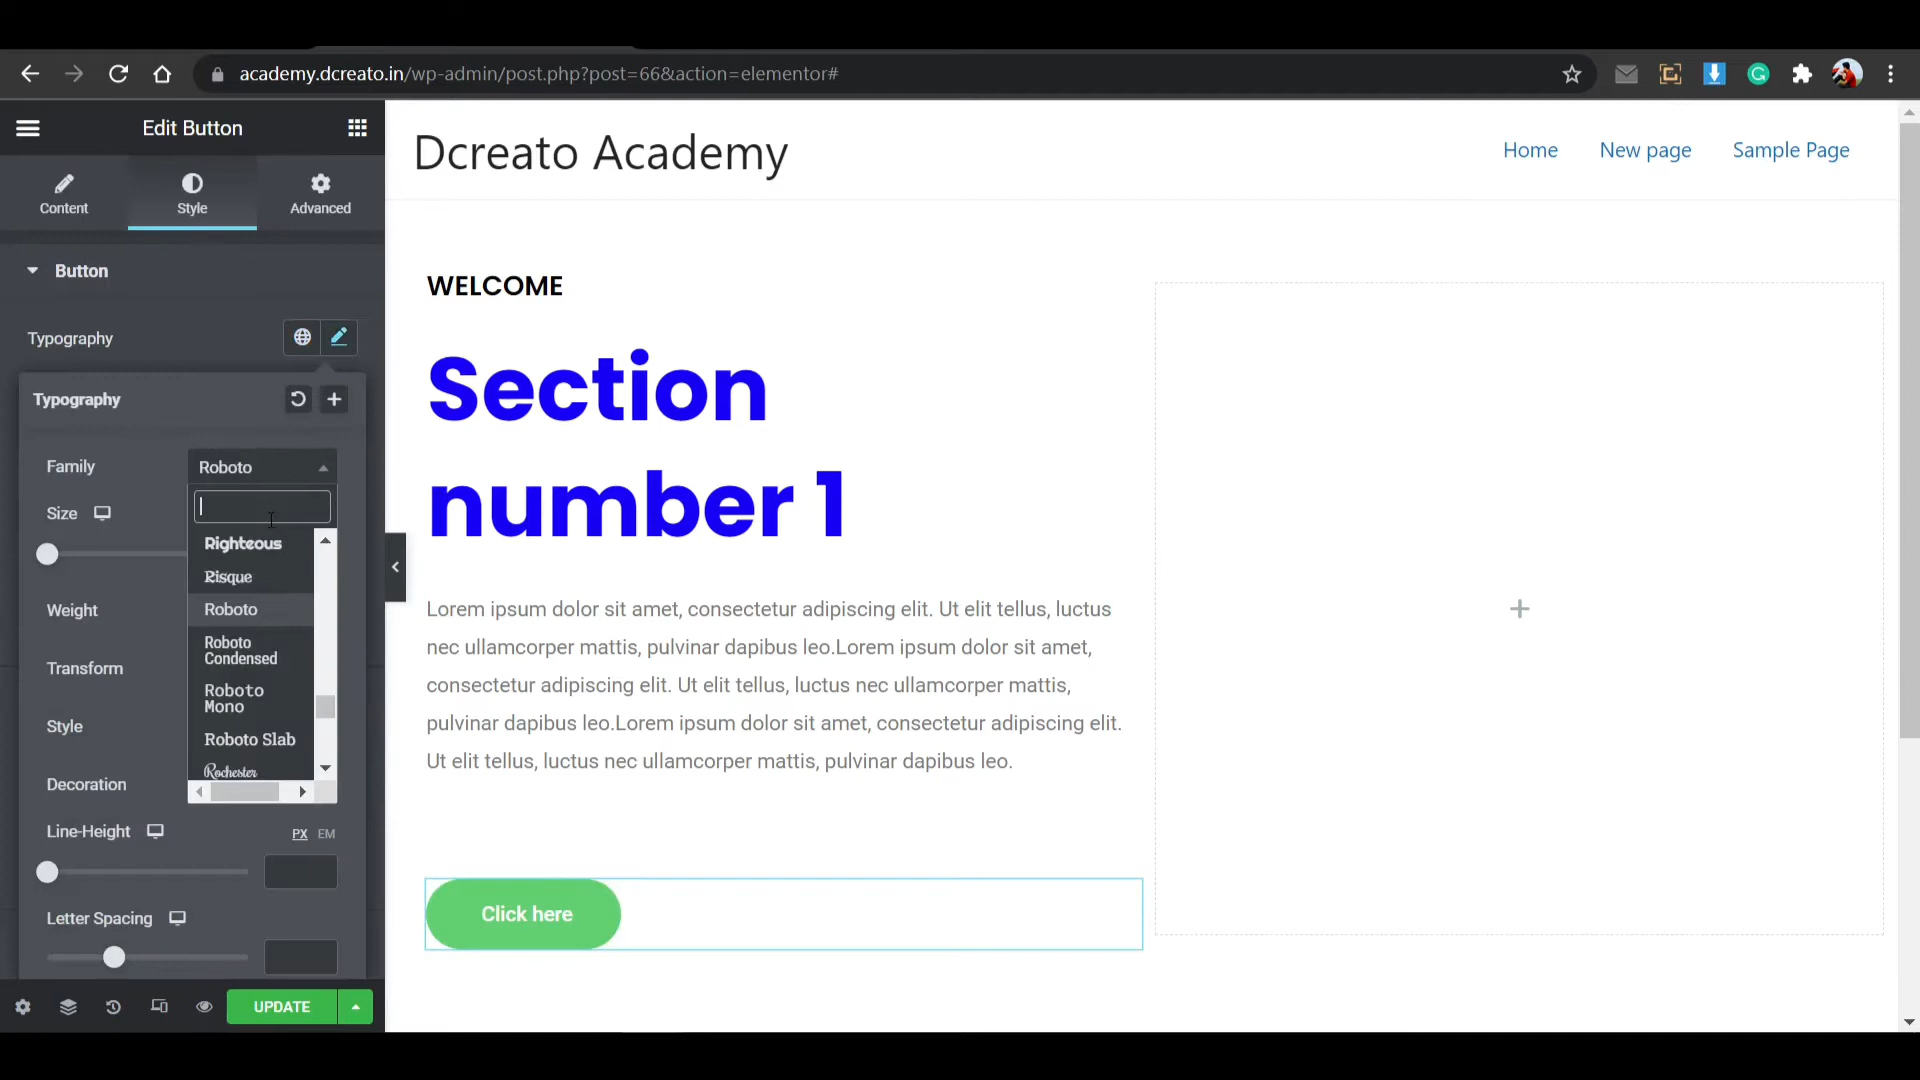 academy.dcreato.in/wp-admin/post.php?post=66&action=elementor#
Edit Button
Content
Style
Advanced
Button
Typography
Typography
Family
Roboto
Size
Righteous
Risque
Roboto
Roboto
Condensed
Roboto
Mono
Roboto Slab
Rochester
Weight
Transform
Style
Decoration
Line-Height
PX EM
Letter Spacing
UPDATE
Dcreato Academy
Home
New page
Sample Page
WELCOME
Section
number 1
Lorem ipsum dolor sit amet, consectetur adipiscing elit. Ut elit tellus, luctus
nec ullamcorper mattis, pulvinar dapibus leo.Lorem ipsum dolor sit amet,
consectetur adipiscing elit. Ut elit tellus, luctus nec ullamcorper mattis,
pulvinar dapibus leo.Lorem ipsum dolor sit amet, consectetur adipiscing elit.
Ut elit tellus, luctus nec ullamcorper mattis, pulvinar dapibus leo.
Click here